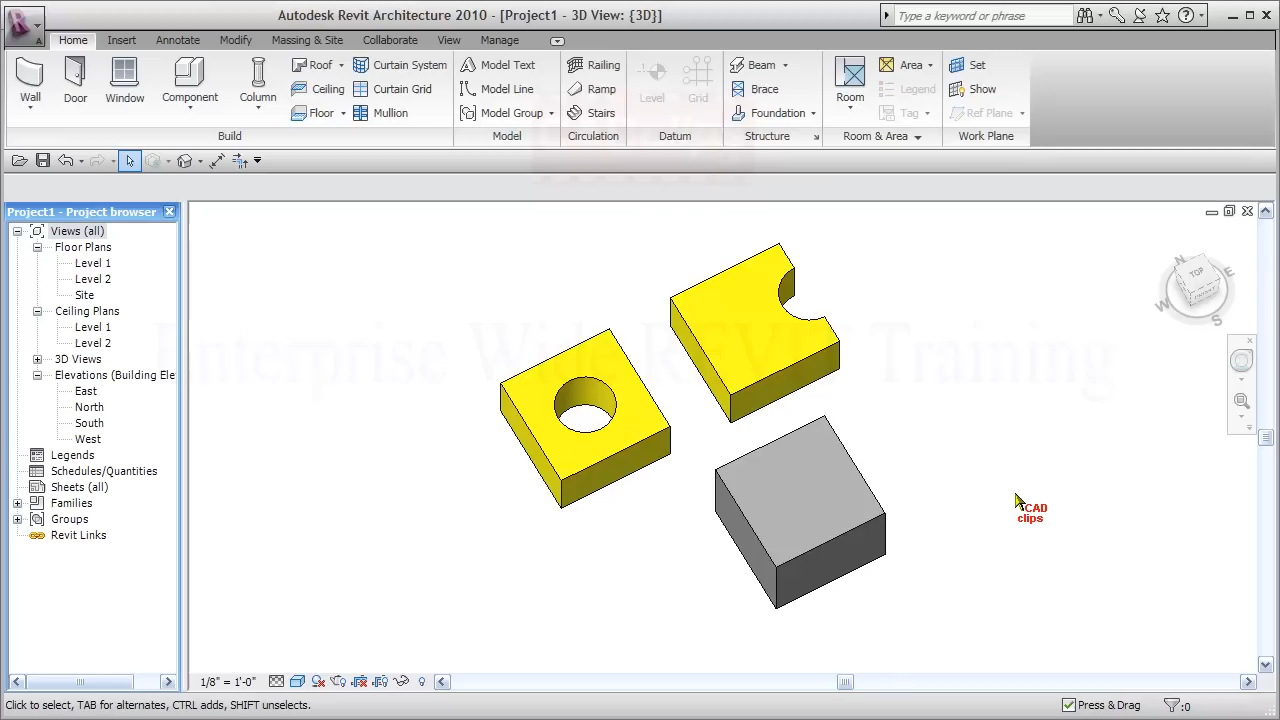 Autodesk Revit Architecture 2010 - [Project1 - 3D View: {3D}]
Type a keyword or phrase
Home Insert Annotate Modify Massing & Site Collaborate View Manage
Wall Door Window Component Column
Roof Curtain System
Ceiling Curtain Grid
Floor Mullion
Build
Model Text
Model Line
Model Group
Model
Railing
Ramp
Stairs
Circulation
Level Grid
Datum
Beam
Brace
Foundation
Structure
Room
Area
Legend
Tag
Room & Area
Set
Show
Ref Plane
Work Plane
Project1 - Project browser
Views (all)
Floor Plans
Level 1
Level 2
Site
Ceiling Plans
Level 1
Level 2
3D Views
Elevations (Building Ele
East
North
South
West
Legends
Schedules/Quantities
Sheets (all)
Families
Groups
Revit Links
Enterprise Wide REVIT Training
N
E
S
W
TOP
CAD
clips
1/8" = 1'-0"
Click to select, TAB for alternates, CTRL adds, SHIFT unselects.
Press & Drag
:0